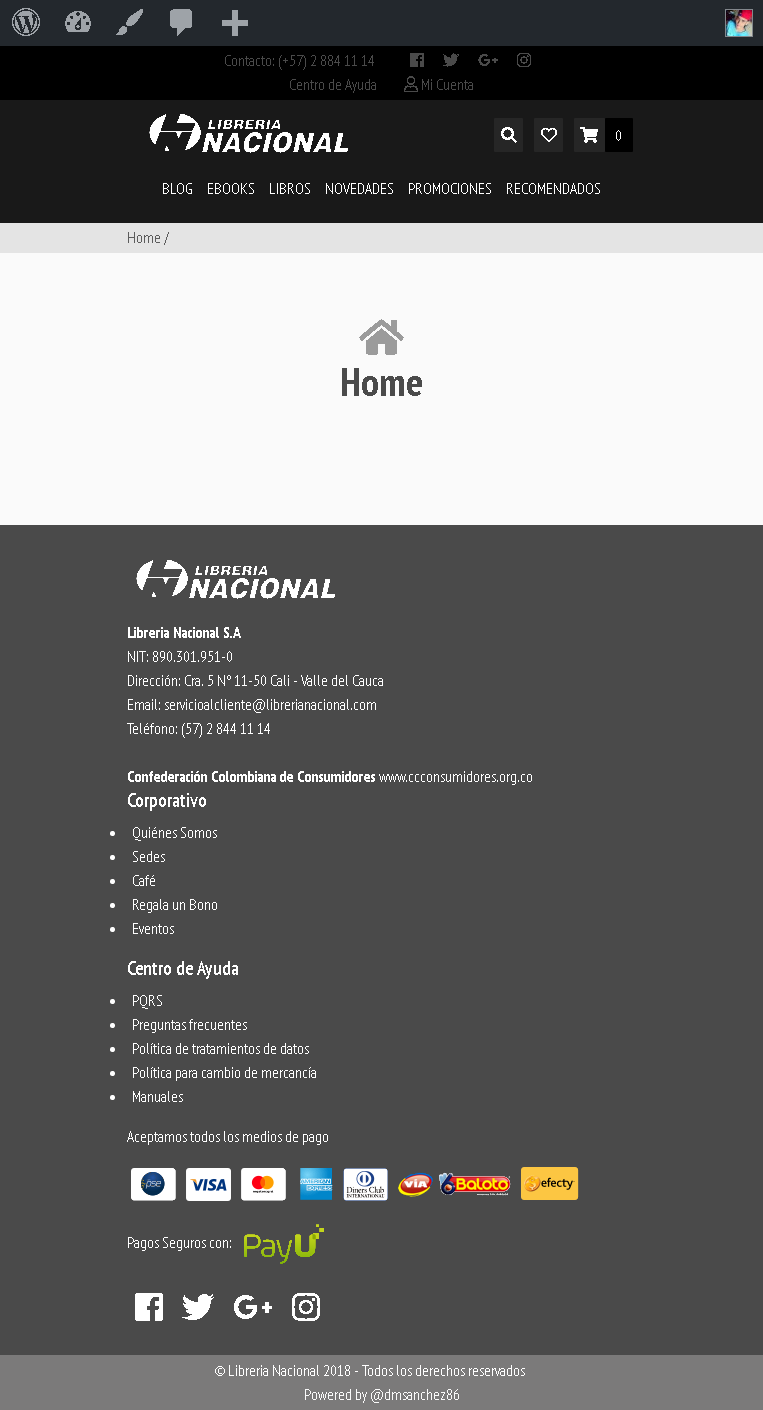 Contacto: (+57) 2 884 11 14
Centro de Ayuda Mi Cuenta
LIBRERIA
NACIONAL
0
BLOG EBOOKS LIBROS NOVEDADES PROMOCIONES RECOMENDADOS
Home /
Home
LIBRERIA
NACIONAL
Libreria Nacional S.A
NIT: 890.301.951-0
Dirección: Cra. 5 N° 11-50 Cali - Valle del Cauca
Email: servicioalcliente@librerianacional.com
Teléfono: (57) 2 844 11 14
Confederación Colombiana de Consumidores www.ccconsumidores.org.co
Corporativo
Quiénes Somos
Sedes
Café
Regala un Bono
Eventos
Centro de Ayuda
PQRS
Preguntas frecuentes
Política de tratamientos de datos
Política para cambio de mercancía
Manuales
Aceptamos todos los medios de pago
pse VISA mastercard AMERICAN EXPRESS Diners Club INTERNATIONAL VIA Baloto efecty
Pagos Seguros con: PayU
© Libreria Nacional 2018 - Todos los derechos reservados
Powered by @dmsanchez86